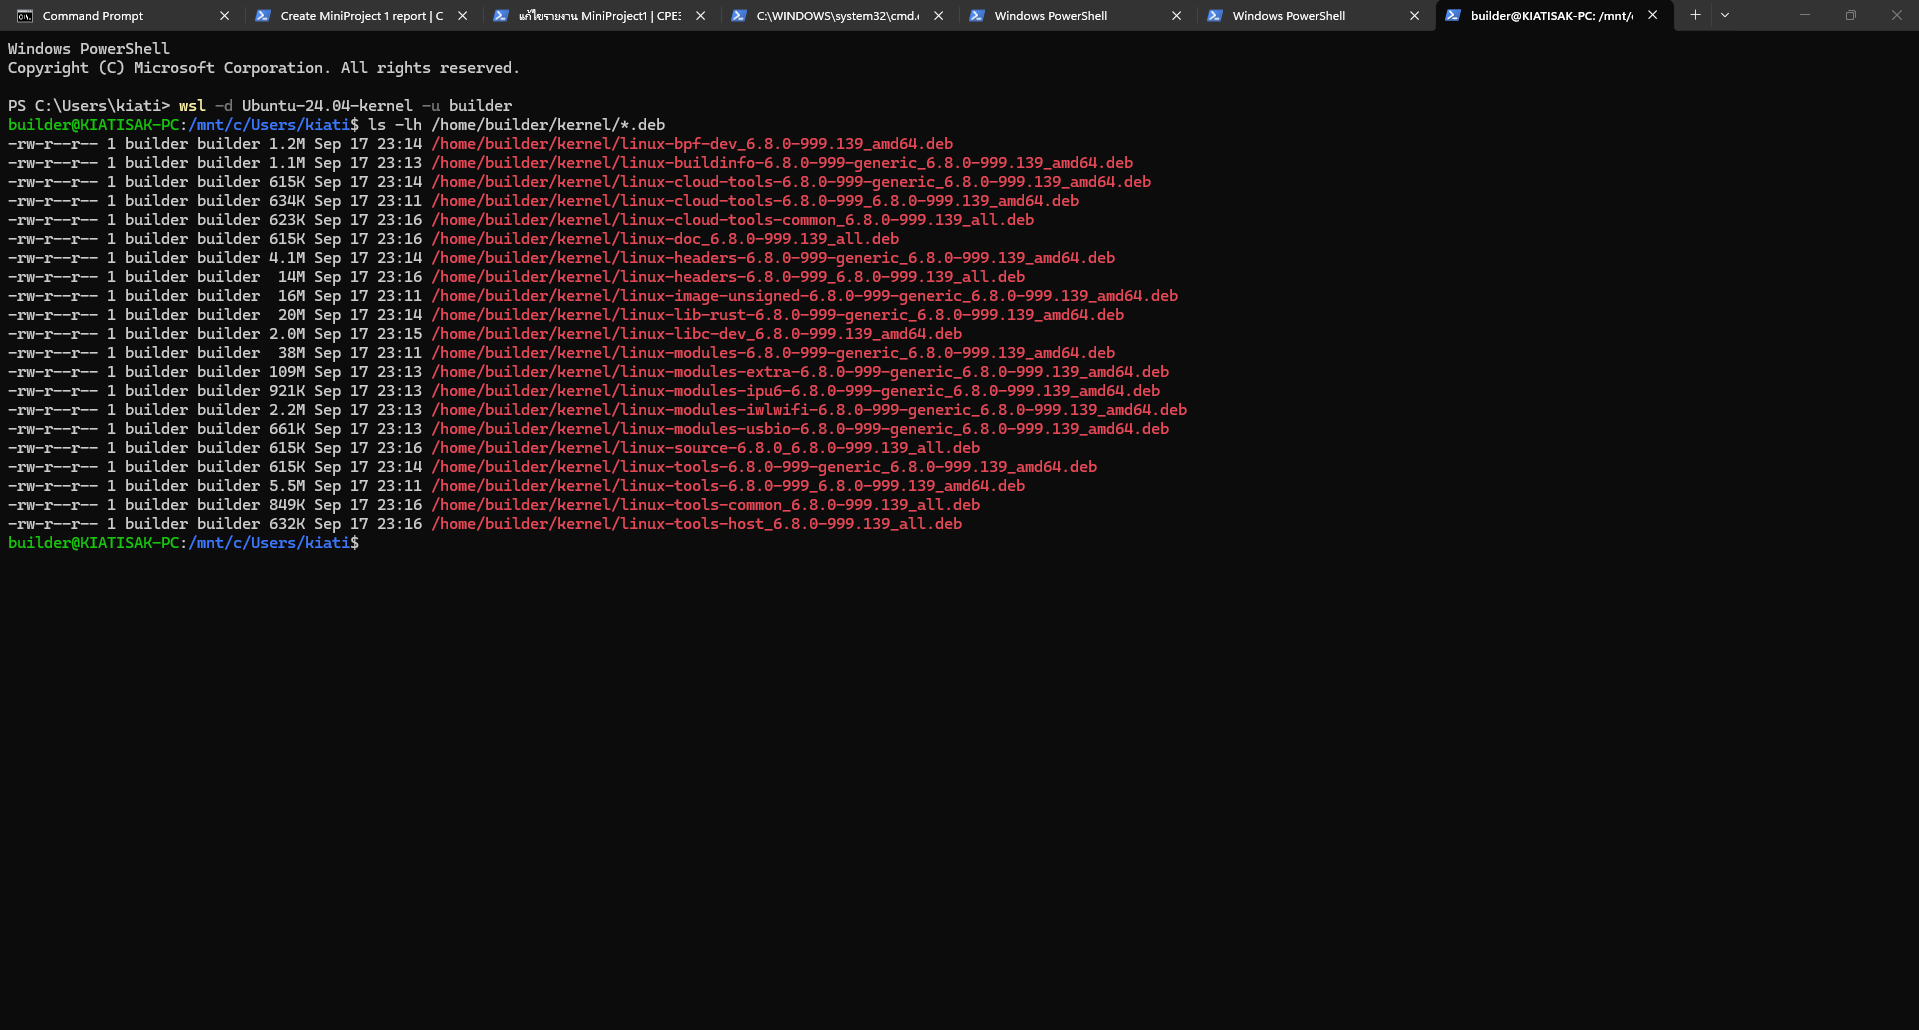 Command Prompt
Create MiniProject 1 report | C
แก้ไขรายงาน MiniProject1 | CPE3
C:\WINDOWS\system32\cmd.e
Windows PowerShell
Windows PowerShell
builder@KIATISAK-PC: /mnt/c
Windows PowerShell
Copyright (C) Microsoft Corporation. All rights reserved.
PS C:\Users\kiati> wsl -d Ubuntu-24.04-kernel -u builder
builder@KIATISAK-PC:/mnt/c/Users/kiati$ ls -lh /home/builder/kernel/*.deb
-rw-r--r-- 1 builder builder 1.2M Sep 17 23:14 /home/builder/kernel/linux-bpf-dev_6.8.0-999.139_amd64.deb
-rw-r--r-- 1 builder builder 1.1M Sep 17 23:13 /home/builder/kernel/linux-buildinfo-6.8.0-999-generic_6.8.0-999.139_amd64.deb
-rw-r--r-- 1 builder builder 615K Sep 17 23:14 /home/builder/kernel/linux-cloud-tools-6.8.0-999-generic_6.8.0-999.139_amd64.deb
-rw-r--r-- 1 builder builder 634K Sep 17 23:11 /home/builder/kernel/linux-cloud-tools-6.8.0-999_6.8.0-999.139_amd64.deb
-rw-r--r-- 1 builder builder 623K Sep 17 23:16 /home/builder/kernel/linux-cloud-tools-common_6.8.0-999.139_all.deb
-rw-r--r-- 1 builder builder 615K Sep 17 23:16 /home/builder/kernel/linux-doc_6.8.0-999.139_all.deb
-rw-r--r-- 1 builder builder 4.1M Sep 17 23:14 /home/builder/kernel/linux-headers-6.8.0-999-generic_6.8.0-999.139_amd64.deb
-rw-r--r-- 1 builder builder  14M Sep 17 23:16 /home/builder/kernel/linux-headers-6.8.0-999_6.8.0-999.139_all.deb
-rw-r--r-- 1 builder builder  16M Sep 17 23:11 /home/builder/kernel/linux-image-unsigned-6.8.0-999-generic_6.8.0-999.139_amd64.deb
-rw-r--r-- 1 builder builder  20M Sep 17 23:14 /home/builder/kernel/linux-lib-rust-6.8.0-999-generic_6.8.0-999.139_amd64.deb
-rw-r--r-- 1 builder builder 2.0M Sep 17 23:15 /home/builder/kernel/linux-libc-dev_6.8.0-999.139_amd64.deb
-rw-r--r-- 1 builder builder  38M Sep 17 23:11 /home/builder/kernel/linux-modules-6.8.0-999-generic_6.8.0-999.139_amd64.deb
-rw-r--r-- 1 builder builder 109M Sep 17 23:13 /home/builder/kernel/linux-modules-extra-6.8.0-999-generic_6.8.0-999.139_amd64.deb
-rw-r--r-- 1 builder builder 921K Sep 17 23:13 /home/builder/kernel/linux-modules-ipu6-6.8.0-999-generic_6.8.0-999.139_amd64.deb
-rw-r--r-- 1 builder builder 2.2M Sep 17 23:13 /home/builder/kernel/linux-modules-iwlwifi-6.8.0-999-generic_6.8.0-999.139_amd64.deb
-rw-r--r-- 1 builder builder 661K Sep 17 23:13 /home/builder/kernel/linux-modules-usbio-6.8.0-999-generic_6.8.0-999.139_amd64.deb
-rw-r--r-- 1 builder builder 615K Sep 17 23:16 /home/builder/kernel/linux-source-6.8.0_6.8.0-999.139_all.deb
-rw-r--r-- 1 builder builder 615K Sep 17 23:14 /home/builder/kernel/linux-tools-6.8.0-999-generic_6.8.0-999.139_amd64.deb
-rw-r--r-- 1 builder builder 5.5M Sep 17 23:11 /home/builder/kernel/linux-tools-6.8.0-999_6.8.0-999.139_amd64.deb
-rw-r--r-- 1 builder builder 849K Sep 17 23:16 /home/builder/kernel/linux-tools-common_6.8.0-999.139_all.deb
-rw-r--r-- 1 builder builder 632K Sep 17 23:16 /home/builder/kernel/linux-tools-host_6.8.0-999.139_all.deb
builder@KIATISAK-PC:/mnt/c/Users/kiati$